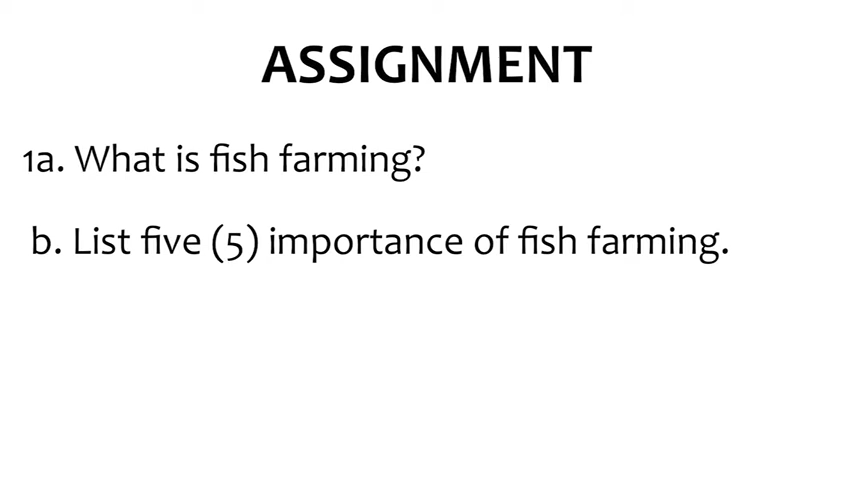 ASSIGNMENT
1a. What is fish farming?
b. List five (5) importance of fish farming.